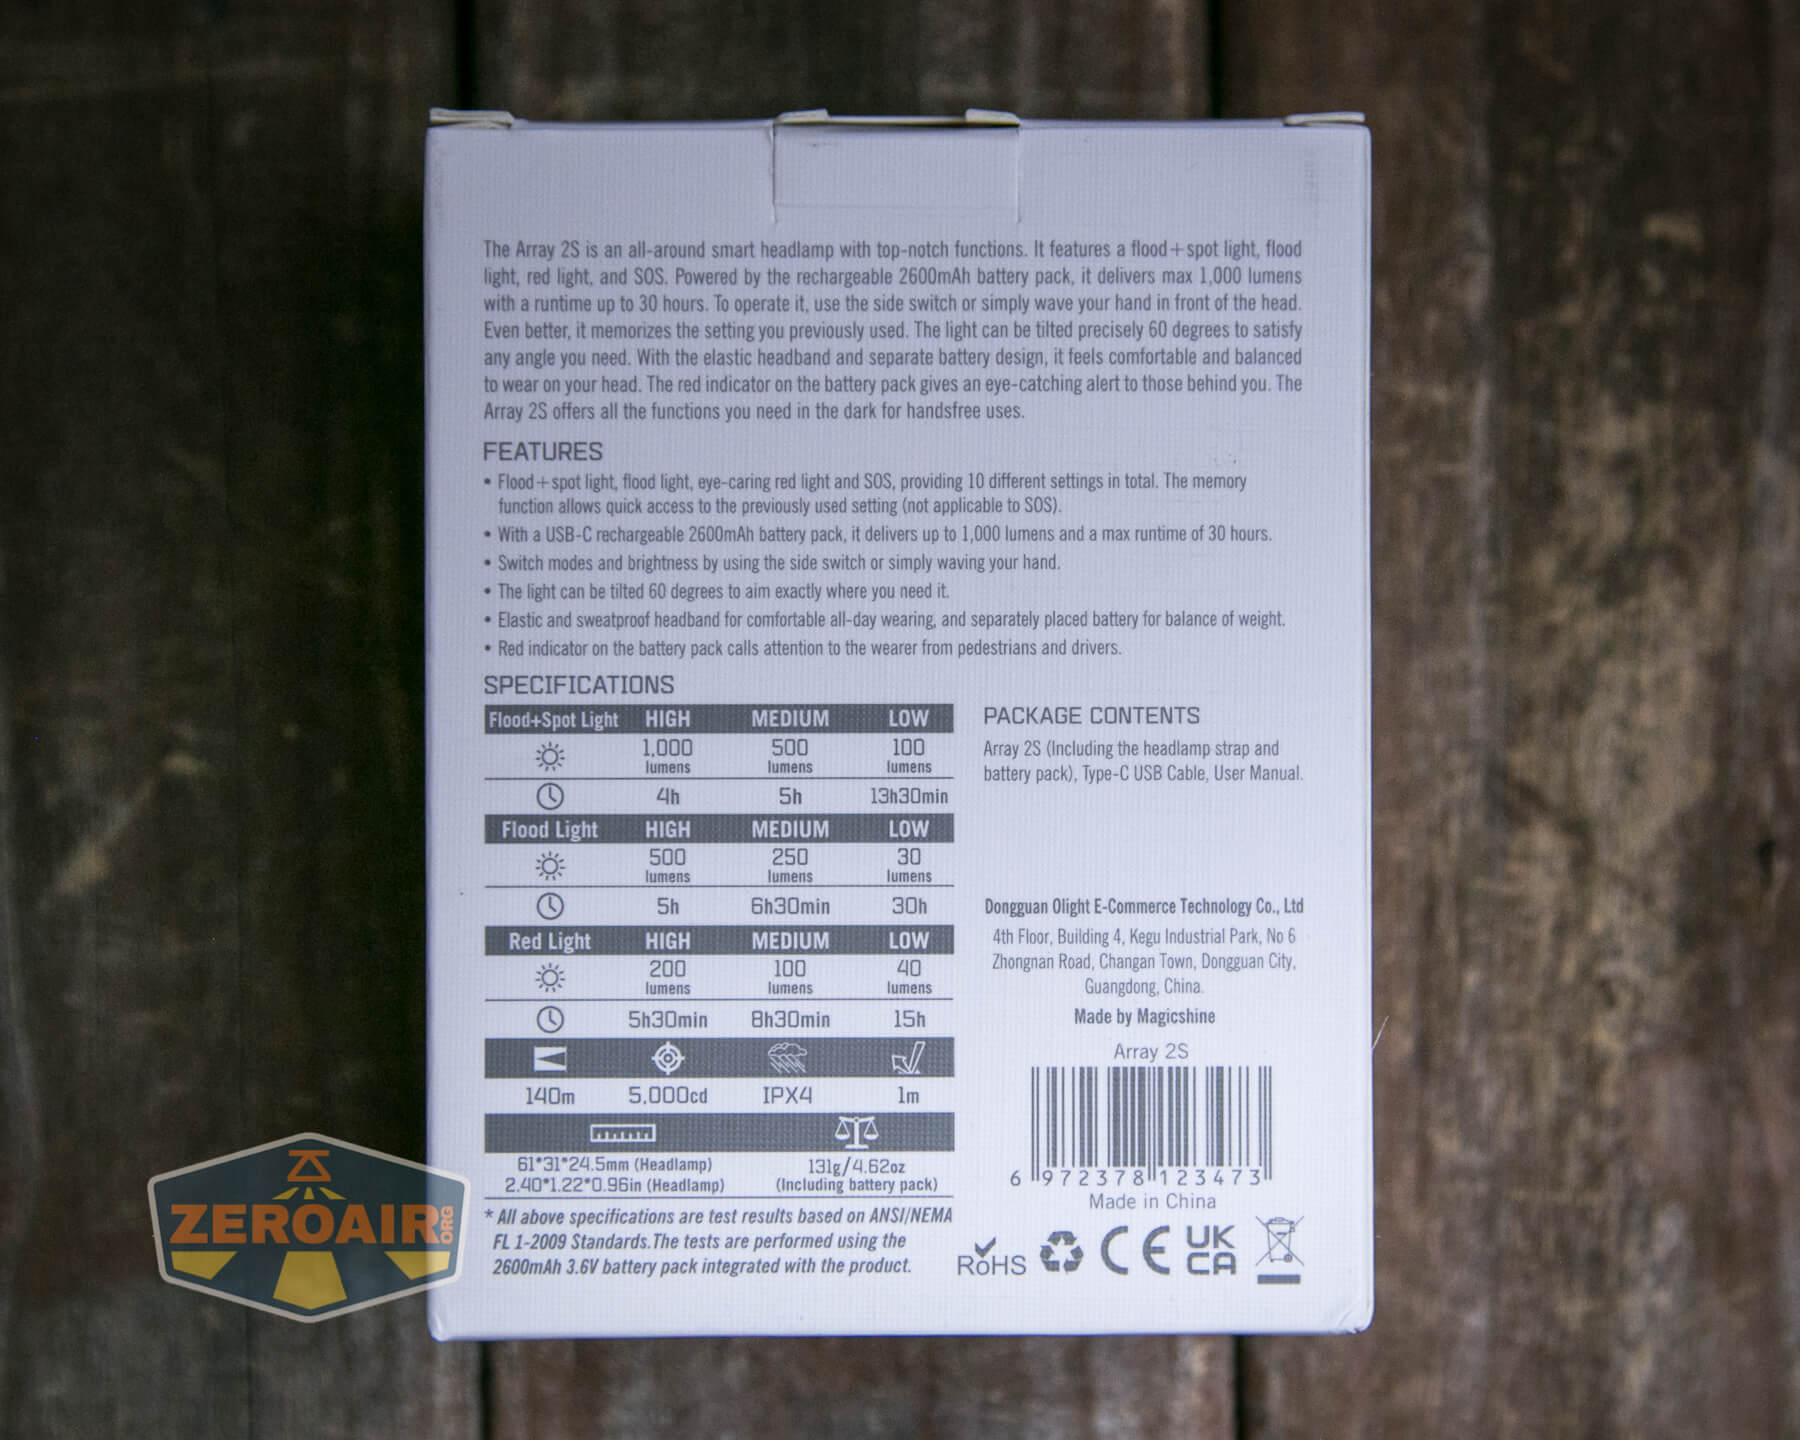 The Array 2S is an all-around smart headlamp with top-notch functions. It features a flood+spot light, flood
light, red light, and SOS. Powered by the rechargeable 2600mAh battery pack, it delivers max 1,000 lumens
with a runtime up to 30 hours. To operate it, use the side switch or simply wave your hand in front of the head.
Even better, it memorizes the setting you previously used. The light can be tilted precisely 60 degrees to satisfy
any angle you need. With the elastic headband and separate battery design, it feels comfortable and balanced
to wear on your head. The red indicator on the battery pack gives an eye-catching alert to those behind you. The
Array 2S offers all the functions you need in the dark for handsfree uses.
FEATURES
• Flood+spot light, flood light, eye-caring red light and SOS, providing 10 different settings in total. The memory
function allows quick access to the previously used setting (not applicable to SOS).
• With a USB-C rechargeable 2600mAh battery pack, it delivers up to 1,000 lumens and a max runtime of 30 hours.
• Switch modes and brightness by using the side switch or simply waving your hand.
• The light can be tilted 60 degrees to aim exactly where you need it.
• Elastic and sweatproof headband for comfortable all-day wearing, and separately placed battery for balance of weight.
• Red indicator on the battery pack calls attention to the wearer from pedestrians and drivers.
SPECIFICATIONS
Flood+Spot Light HIGH MEDIUM LOW
1,000 500 100
lumens lumens lumens
4h 5h 13h30min
Flood Light HIGH MEDIUM LOW
500 250 30
lumens lumens lumens
5h 6h30min 30h
Red Light HIGH MEDIUM LOW
200 100 40
lumens lumens lumens
5h30min 8h30min 15h
140m 5,000cd IPX4 1m
61*31*24.5mm (Headlamp) 131g/4.62oz
2.40*1.22*0.96in (Headlamp) (Including battery pack)
* All above specifications are test results based on ANSI/NEMA
FL 1-2009 Standards.The tests are performed using the
2600mAh 3.6V battery pack integrated with the product.
PACKAGE CONTENTS
Array 2S (Including the headlamp strap and
battery pack), Type-C USB Cable, User Manual.
Dongguan Olight E-Commerce Technology Co., Ltd
4th Floor, Building 4, Kegu Industrial Park, No 6
Zhongnan Road, Changan Town, Dongguan City,
Guangdong, China.
Made by Magicshine
Array 2S
6 972378 123473
Made in China
RoHS CE UK
CA
ZEROAIR.ORG